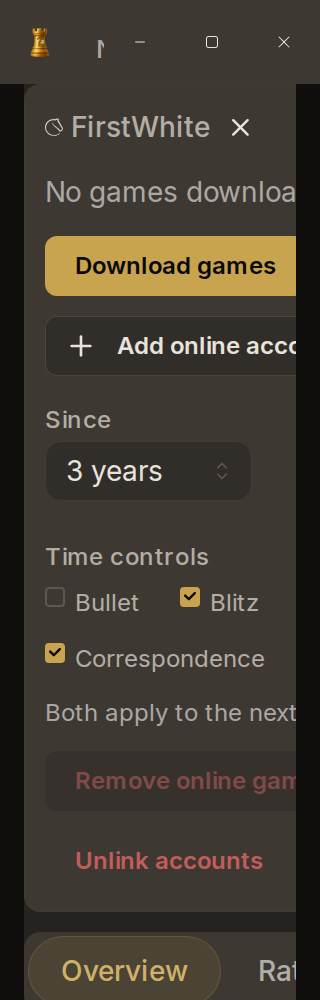 FirstWhite
No games downloa
Download games
Add online acco
Since
3 years
Time controls
Bullet Blitz
Correspondence
Both apply to the next
Remove online gam
Unlink accounts
Overview Rat